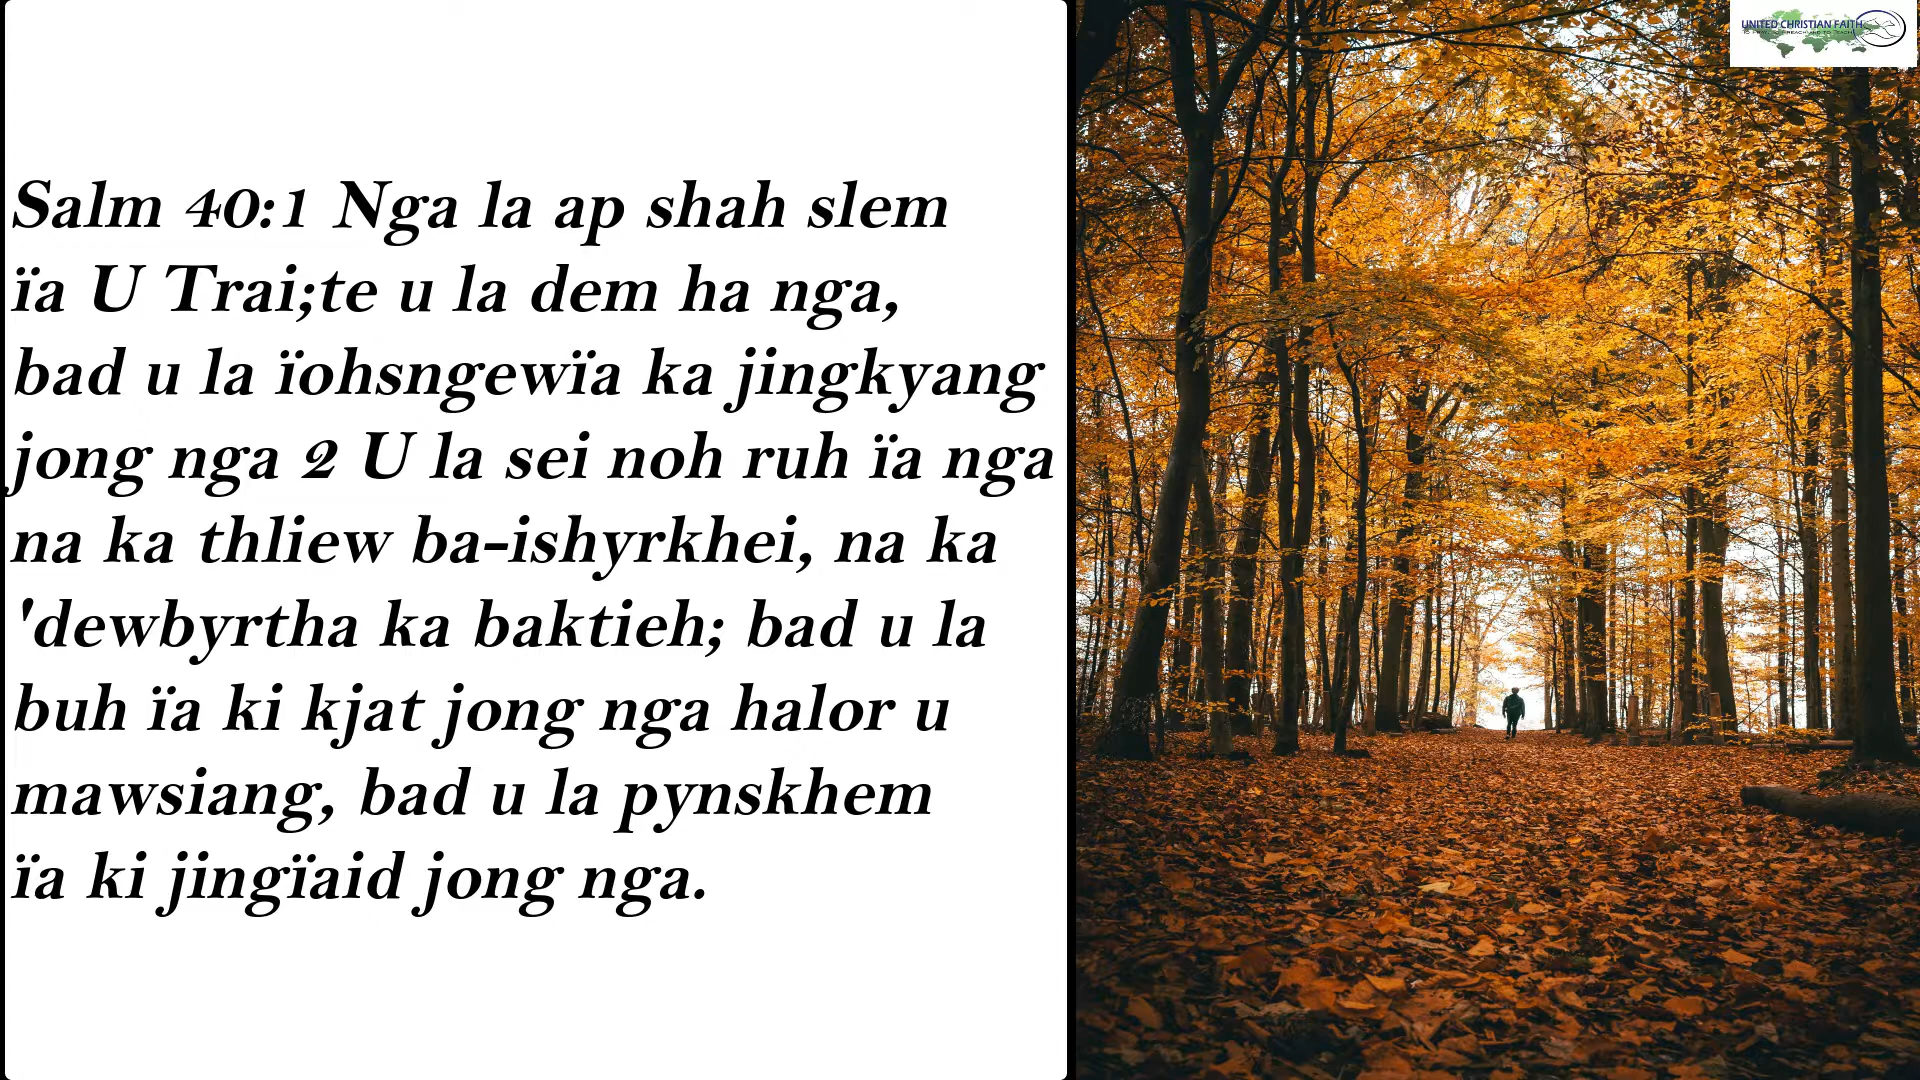 Salm 40:1 Nga la ap shah slem
ïa U Trai;te u la dem ha nga,
bad u la ïohsngewïa ka jingkyang
jong nga 2 U la sei noh ruh ïa nga
na ka thliew ba-ishyrkhei, na ka
'dewbyrtha ka baktieh; bad u la
buh ïa ki kjat jong nga halor u
mawsiang, bad u la pynskhem
ïa ki jingïaid jong nga.
UNITED CHRISTIAN FAITH